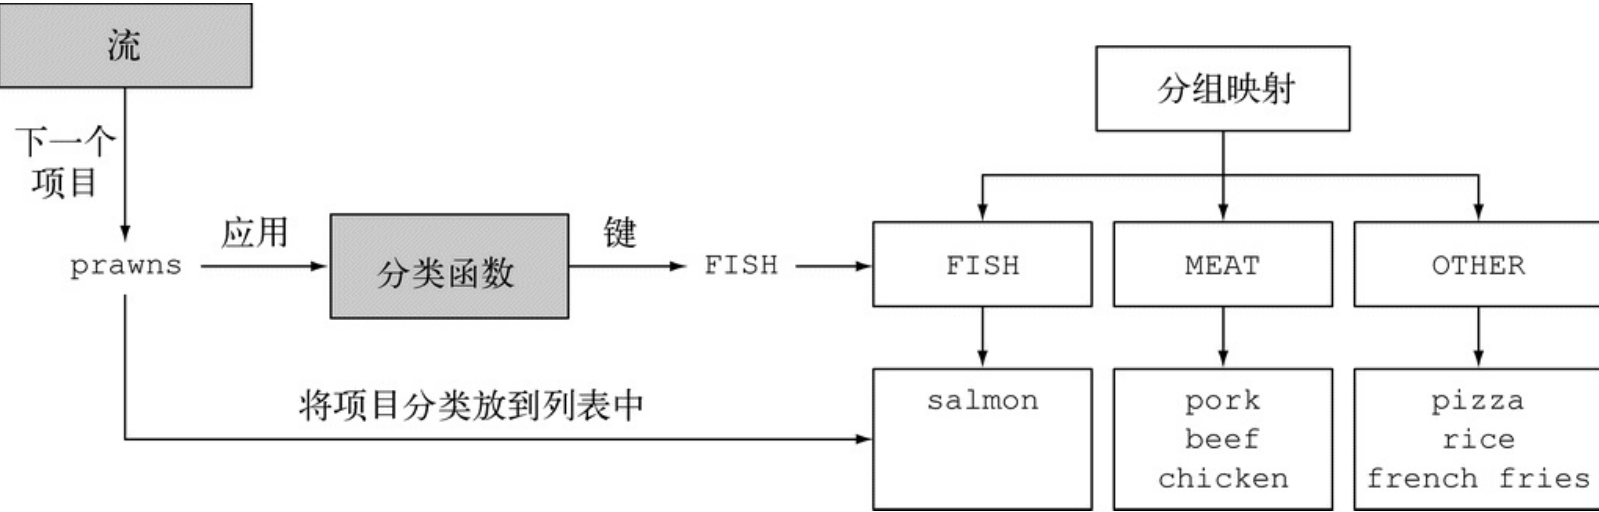 流
下一个
项目
prawns
应用
分类函数
键
FISH
将项目分类放到列表中
分组映射
FISH
MEAT
OTHER
salmon
pork
beef
chicken
pizza
rice
french fries